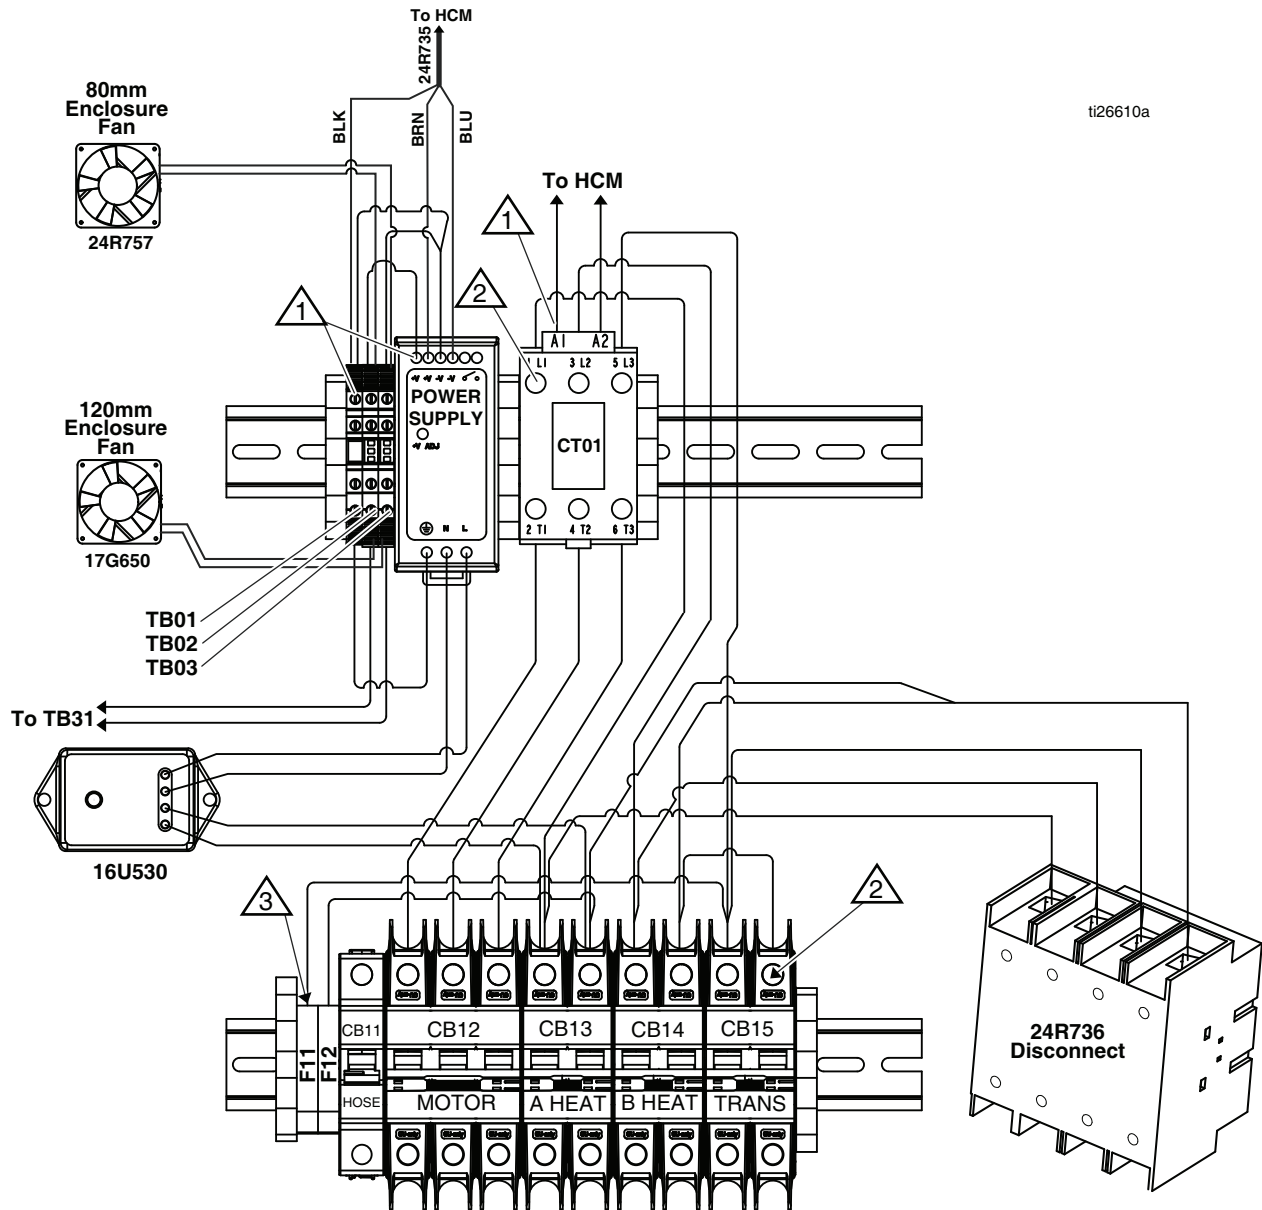 To HCM
24R735
80mm
Enclosure
Fan
ti26610a
BLK
BRN
BLU
24R757
To HCM
1
2
1
A1 A2
1 L1 3 L2 5 L3
+V +V -V -V
POWER
SUPPLY
+V ADJ
CT01
120mm
Enclosure
Fan
N L
2 T1 4 T2 6 T3
17G650
TB01
TB02
TB03
To TB31
16U530
3
2
CB11 CB12 CB13 CB14 CB15
F11
F12
24R736
Disconnect
HOSE MOTOR A HEAT B HEAT TRANS